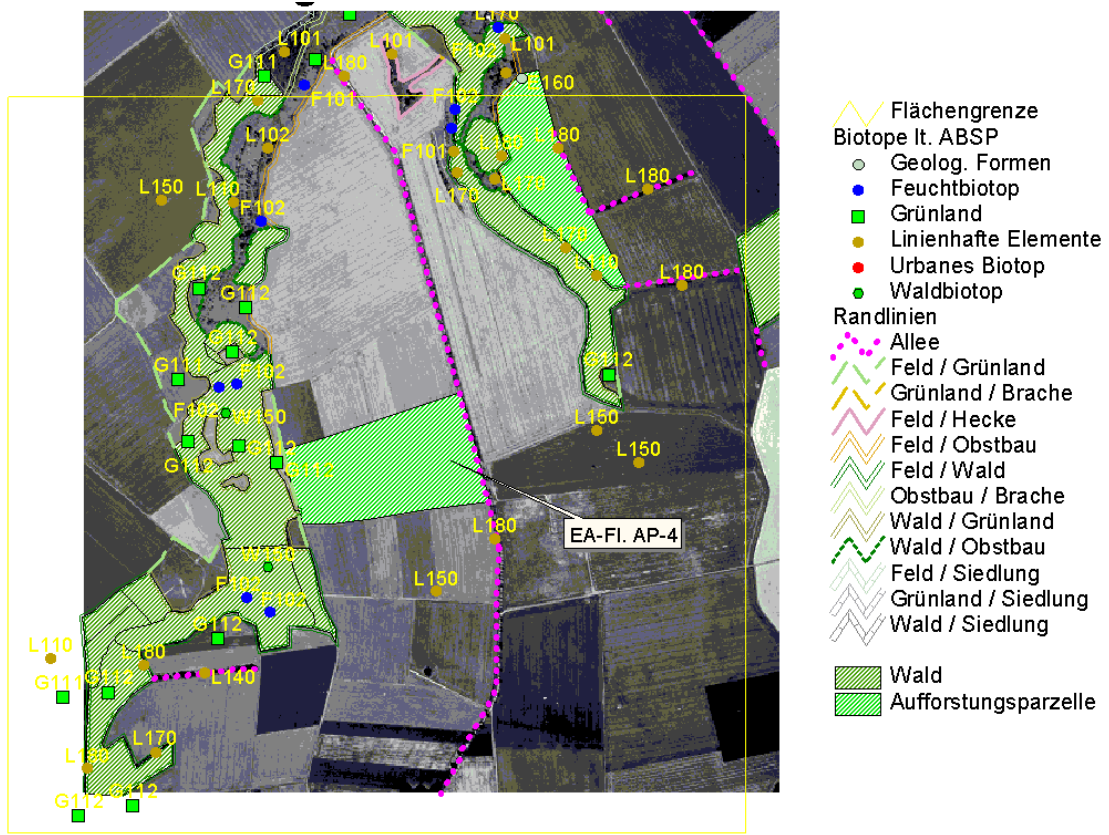 L170
L101
L101
F102
G111
L180
E160
L170
F101
F102
L102
L180
F101
L180
L150
L110
L170
L170
L180
F102
L170
L110
G112
L180
G112
G112
G111
F102
G112
F102
W150
L150
G112
G112
G112
L150
L180
EA-Fl. AP-4
W150
F102
L150
F102
G112
L110
L180
G111
G112
L140
L170
L180
G112
G112
Flächengrenze
Biotope lt. ABSP
Geolog. Formen
Feuchtbiotop
Grünland
Linienhafte Elemente
Urbanes Biotop
Waldbiotop
Randlinien
Allee
Feld / Grünland
Grünland / Brache
Feld / Hecke
Feld / Obstbau
Feld / Wald
Obstbau / Brache
Wald / Grünland
Wald / Obstbau
Feld / Siedlung
Grünland / Siedlung
Wald / Siedlung
Wald
Aufforstungsparzelle